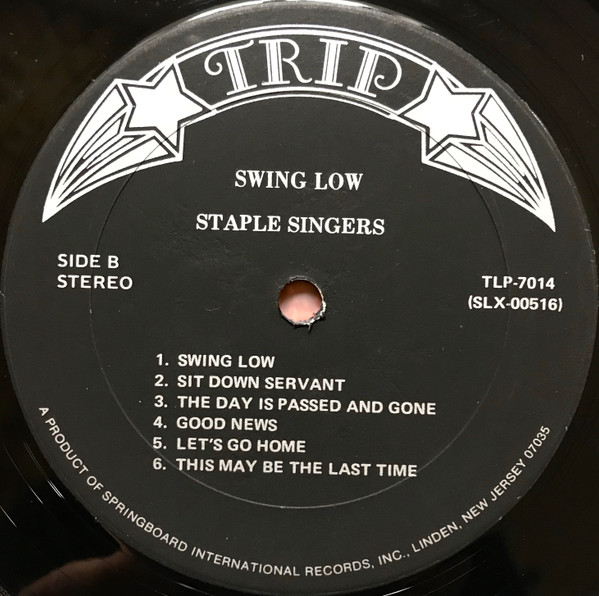 TRIP
SWING LOW
STAPLE SINGERS
SIDE B
STEREO
TLP-7014
(SLX-00516)
1. SWING LOW
2. SIT DOWN SERVANT
3. THE DAY IS PASSED AND GONE
4. GOOD NEWS
5. LET'S GO HOME
6. THIS MAY BE THE LAST TIME
A PRODUCT OF SPRINGBOARD INTERNATIONAL RECORDS, INC., LINDEN, NEW JERSEY 07035